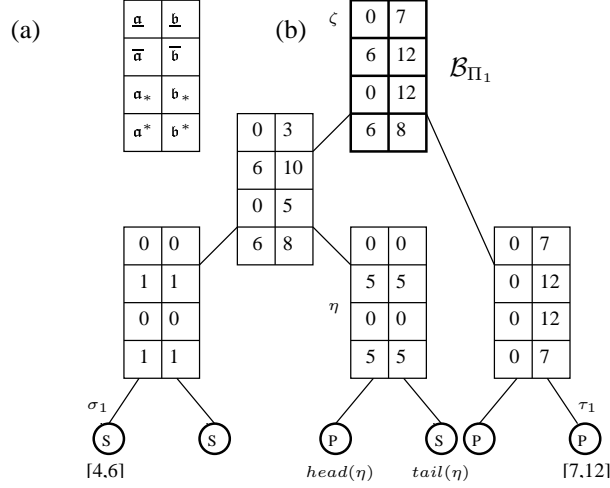 (a)
𝔞̲ 𝔟̲
𝔞̅ 𝔟̅
𝔞∗ 𝔟∗
𝔞* 𝔟*
(b)
ζ
0 7
6 12
0 12
6 8
ℬΠ₁
0 3
6 10
0 5
6 8
0 0
1 1
0 0
1 1
η
0 0
5 5
0 0
5 5
0 7
0 12
0 12
0 7
σ₁
S
S
P
S
P
τ₁
P
[4,6]
head(η)
tail(η)
[7,12]